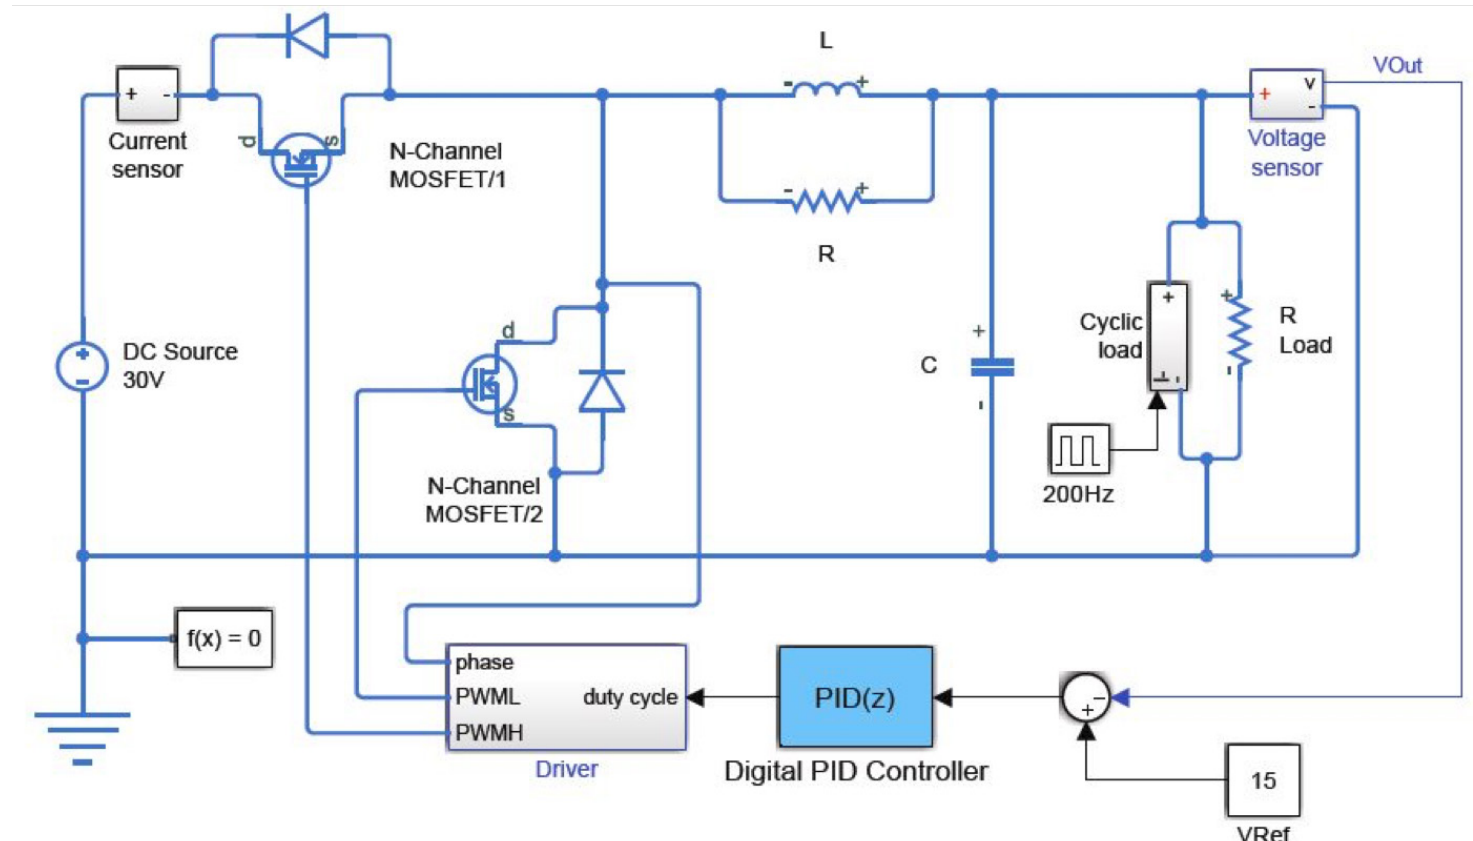 L
VOut
+ -
Current
sensor
d
s
N-Channel
MOSFET/1
- +
- +
R
+
V
-
Voltage
sensor
+
-
DC Source
30V
d
s
N-Channel
MOSFET/2
+
C
-
+
Cyclic
load
-
+
R
Load
-
200Hz
f(x) = 0
phase
PWML
PWMH
duty cycle
Driver
PID(z)
Digital PID Controller
-
+
15
VRef